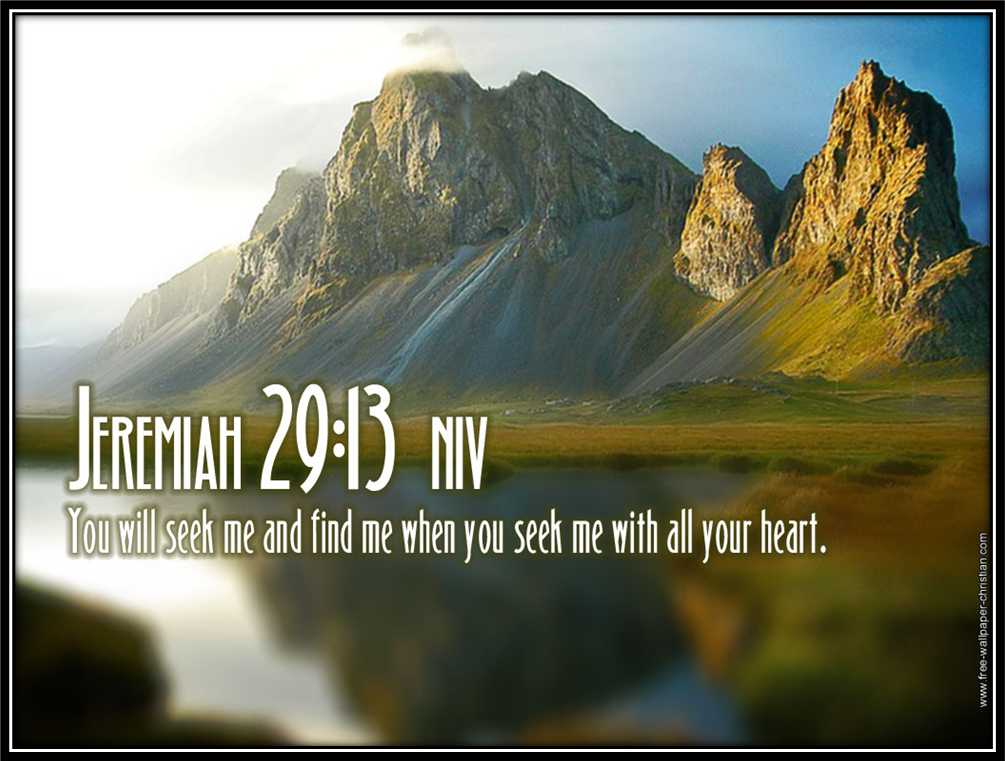 Jeremiah 29:13 NIV
You will seek me and find me when you seek me with all your heart.
www.free-wallpaper-christian.com